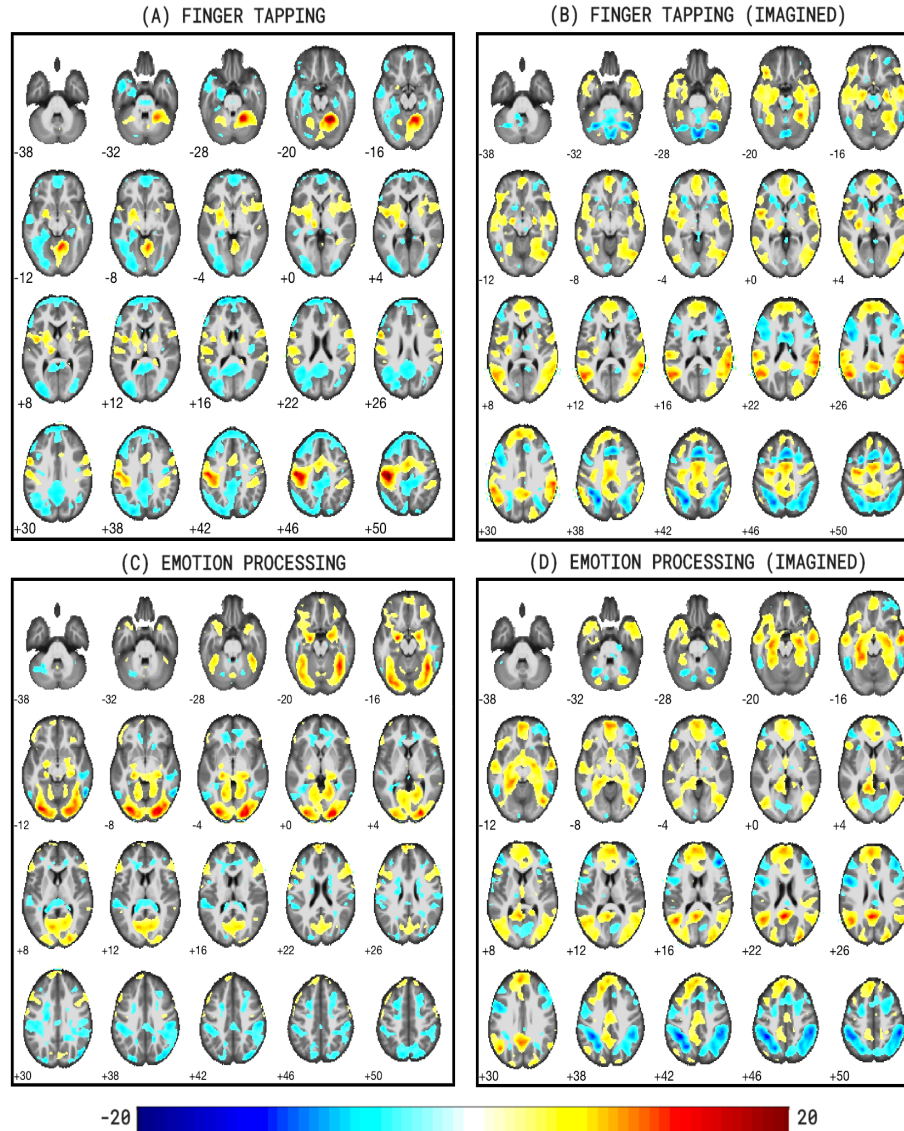 (A) FINGER TAPPING
-38 -32 -28 -20 -16
-12 -8 -4 +0 +4
+8 +12 +16 +22 +26
+30 +38 +42 +46 +50
(B) FINGER TAPPING (IMAGINED)
-38 -32 -28 -20 -16
-12 -8 -4 +0 +4
+8 +12 +16 +22 +26
+30 +38 +42 +46 +50
(C) EMOTION PROCESSING
-38 -32 -28 -20 -16
-12 -8 -4 +0 +4
+8 +12 +16 +22 +26
+30 +38 +42 +46 +50
(D) EMOTION PROCESSING (IMAGINED)
-38 -32 -28 -20 -16
-12 -8 -4 +0 +4
+8 +12 +16 +22 +26
+30 +38 +42 +46 +50
-20 20